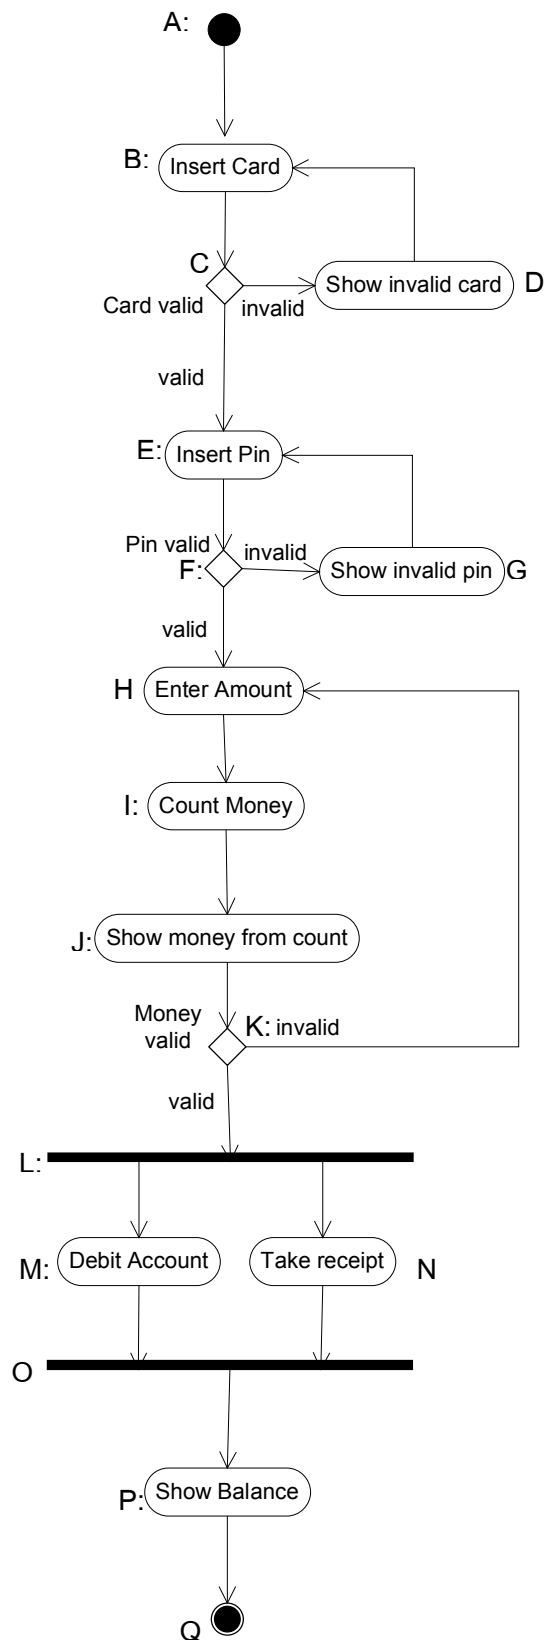 A:
B:
Insert Card
C
Card valid
invalid
Show invalid card
D
valid
E:
Insert Pin
Pin valid
invalid
F:
Show invalid pin
G
valid
H
Enter Amount
I:
Count Money
J:
Show money from count
Money
valid
K:
invalid
valid
L:
M:
Debit Account
Take receipt
N
O
P:
Show Balance
Q